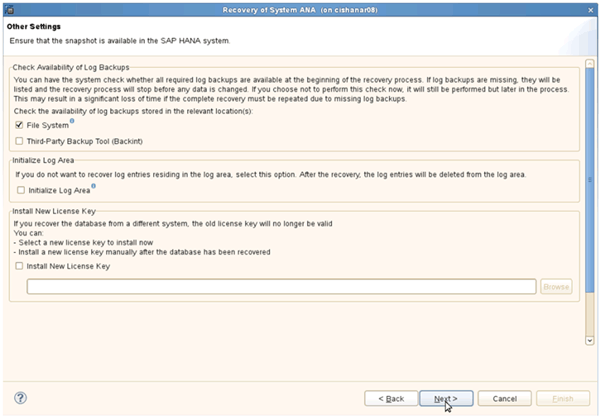 Recovery of System ANA (on cishanar08)
Other Settings
Ensure that the snapshot is available in the SAP HANA system.
Check Availability of Log Backups
You can have the system check whether all required log backups are available at the beginning of the recovery process. If log backups are missing, they will be
listed and the recovery process will stop before any data is changed. If you choose not to perform this check now, it will still be performed but later in the process.
This may result in a significant loss of time if the complete recovery must be repeated due to missing log backups.
Check the availability of log backups stored in the relevant location(s):
File System
Third-Party Backup Tool (Backint)
Initialize Log Area
If you do not want to recover log entries residing in the log area, select this option. After the recovery, the log entries will be deleted from the log area.
Initialize Log Area
Install New License Key
If you recover the database from a different system, the old license key will no longer be valid
You can:
- Select a new license key to install now
- Install a new license key manually after the database has been recovered
Install New License Key
Browse
? < Back Next > Cancel Finish